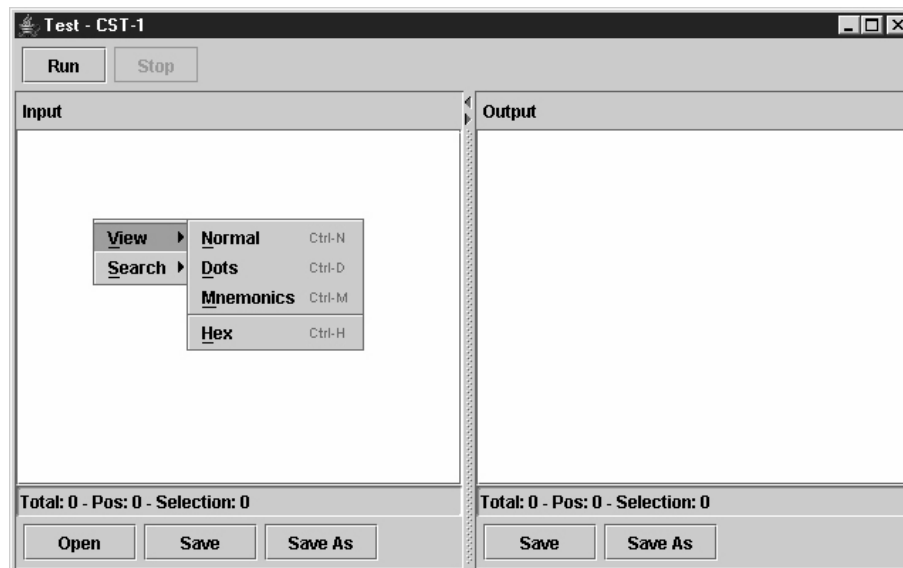 Test - CST-1
Run Stop
Input
Output
View
Search
Normal Ctrl-N
Dots Ctrl-D
Mnemonics Ctrl-M
Hex Ctrl-H
Total: 0 - Pos: 0 - Selection: 0
Total: 0 - Pos: 0 - Selection: 0
Open Save Save As
Save Save As